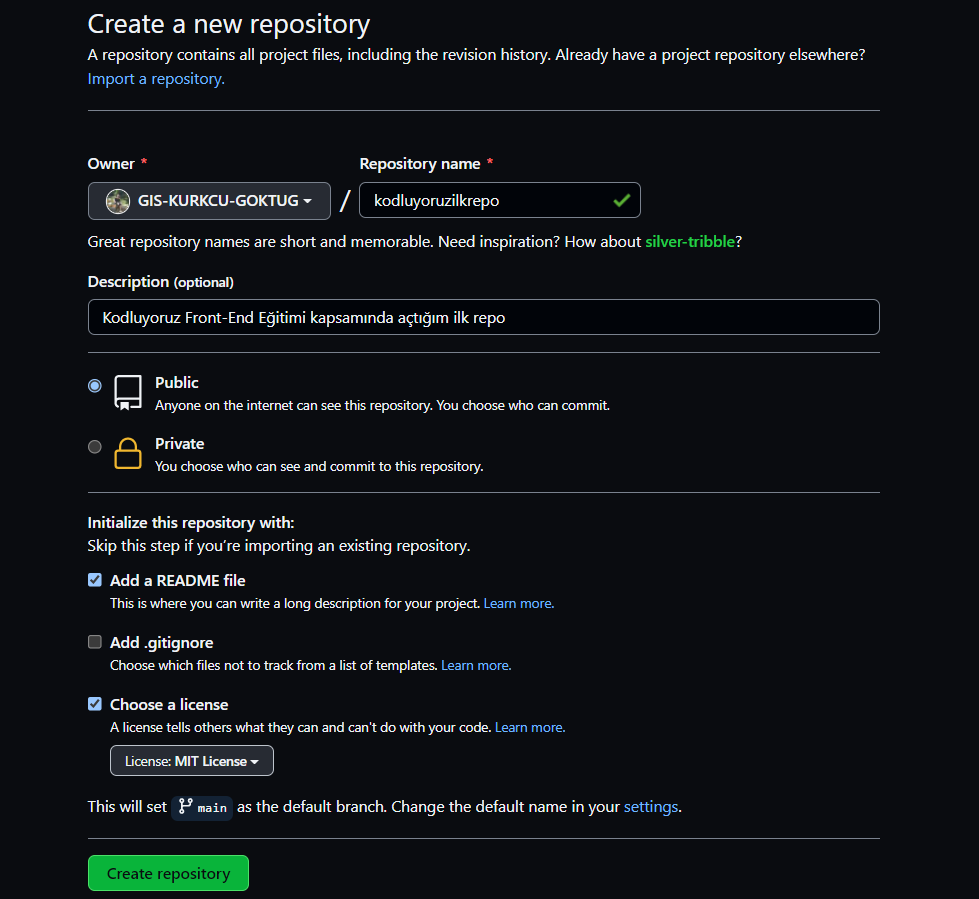 Create a new repository
A repository contains all project files, including the revision history. Already have a project repository elsewhere?
Import a repository.
Owner *
Repository name *
GIS-KURKCU-GOKTUG
/
kodluyoruzilkrepo
Great repository names are short and memorable. Need inspiration? How about silver-tribble?
Description (optional)
Kodluyoruz Front-End Eğitimi kapsamında açtığım ilk repo
Public
Anyone on the internet can see this repository. You choose who can commit.
Private
You choose who can see and commit to this repository.
Initialize this repository with:
Skip this step if you’re importing an existing repository.
Add a README file
This is where you can write a long description for your project. Learn more.
Add .gitignore
Choose which files not to track from a list of templates. Learn more.
Choose a license
A license tells others what they can and can't do with your code. Learn more.
License: MIT License
This will set main as the default branch. Change the default name in your settings.
Create repository